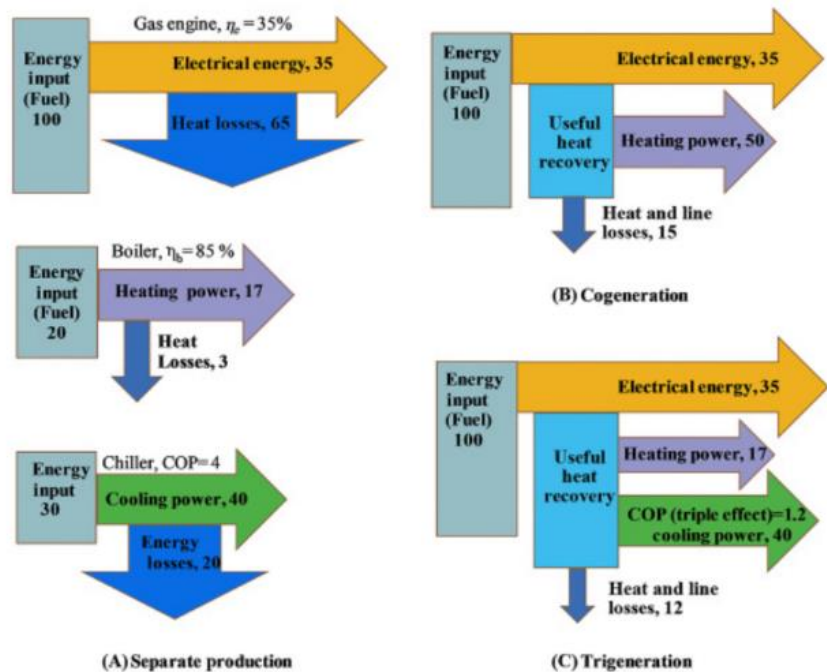 Gas engine, ηe = 35%
Energy
input
(Fuel)
100
Electrical energy, 35
Heat losses, 65
Boiler, ηb = 85 %
Energy
input
(Fuel)
20
Heating power, 17
Heat
Losses, 3
Chiller, COP=4
Energy
input
30
Cooling power, 40
Energy
losses, 20
(A) Separate production
Energy
input
(Fuel)
100
Electrical energy, 35
Useful
heat
recovery
Heating power, 50
Heat and line
losses, 15
(B) Cogeneration
Energy
input
(Fuel)
100
Electrical energy, 35
Useful
heat
recovery
Heating power, 17
COP (triple effect)=1.2
cooling power, 40
Heat and line
losses, 12
(C) Trigeneration